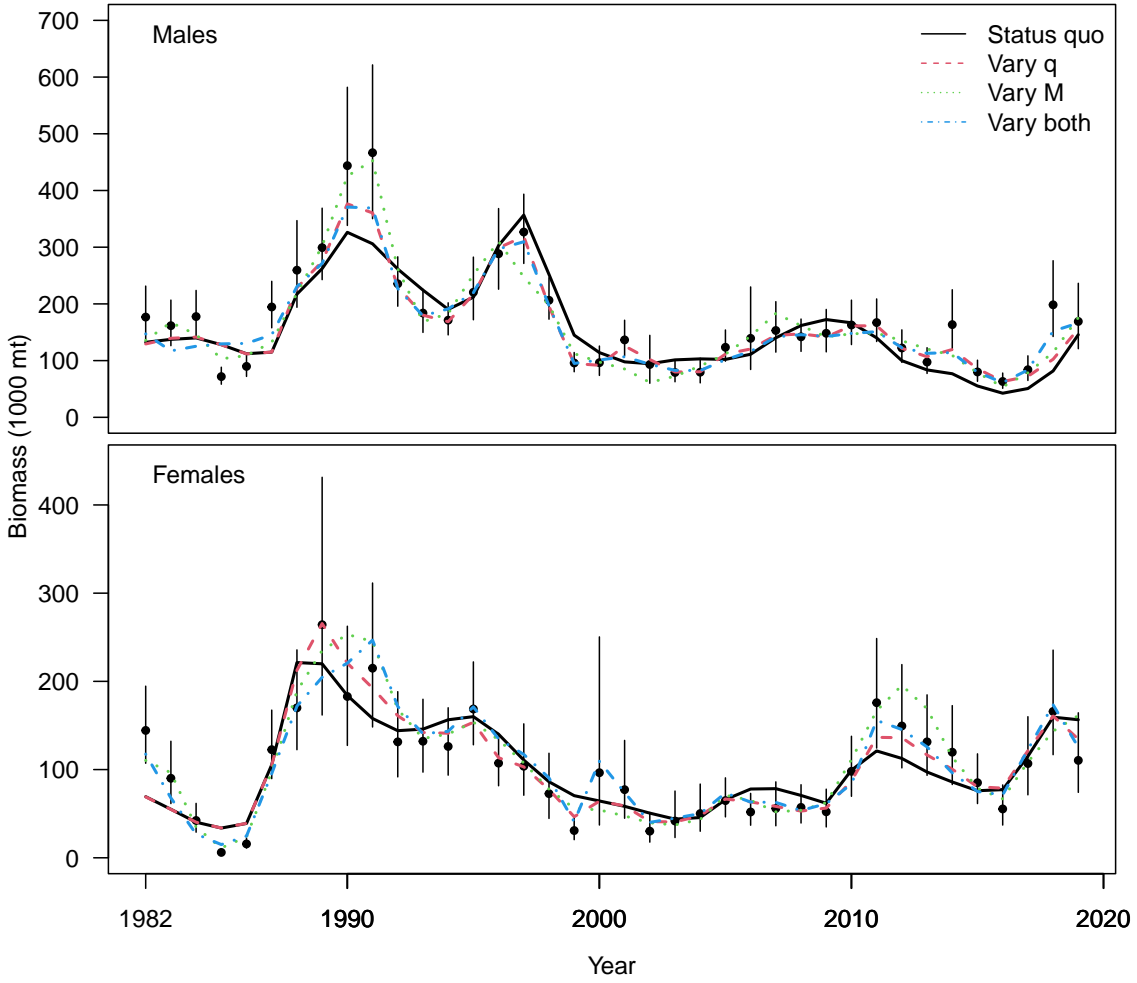 Males
Status quo
Vary q
Vary M
Vary both
700
600
500
400
300
200
100
0
Biomass (1000 mt)
Females
400
300
200
100
0
1982 1990 2000 2010 2020
Year